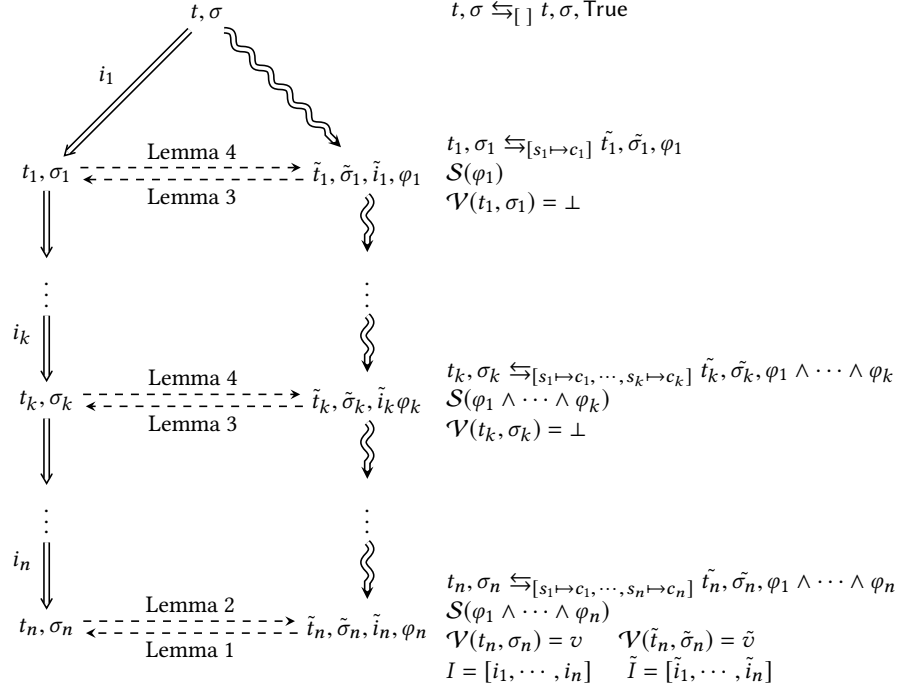 t, σ
t, σ ⇆[ ] t, σ, True
i₁
Lemma 4
t₁, σ₁
t̃₁, σ̃₁, ĩ₁, φ₁
Lemma 3
t₁, σ₁ ⇆[s₁↦c₁] t̃₁, σ̃₁, φ₁
𝒮(φ₁)
𝒱(t₁, σ₁) = ⊥
⋮
⋮
iₖ
Lemma 4
tₖ, σₖ
t̃ₖ, σ̃ₖ, ĩₖφₖ
Lemma 3
tₖ, σₖ ⇆[s₁↦c₁, ⋯, sₖ↦cₖ] t̃ₖ, σ̃ₖ, φ₁ ∧ ⋯ ∧ φₖ
𝒮(φ₁ ∧ ⋯ ∧ φₖ)
𝒱(tₖ, σₖ) = ⊥
⋮
⋮
iₙ
Lemma 2
tₙ, σₙ
t̃ₙ, σ̃ₙ, ĩₙ, φₙ
Lemma 1
tₙ, σₙ ⇆[s₁↦c₁, ⋯, sₙ↦cₙ] t̃ₙ, σ̃ₙ, φ₁ ∧ ⋯ ∧ φₙ
𝒮(φ₁ ∧ ⋯ ∧ φₙ)
𝒱(tₙ, σₙ) = v 𝒱(t̃ₙ, σ̃ₙ) = ṽ
I = [i₁, ⋯, iₙ] Ĩ = [ĩ₁, ⋯, ĩₙ]